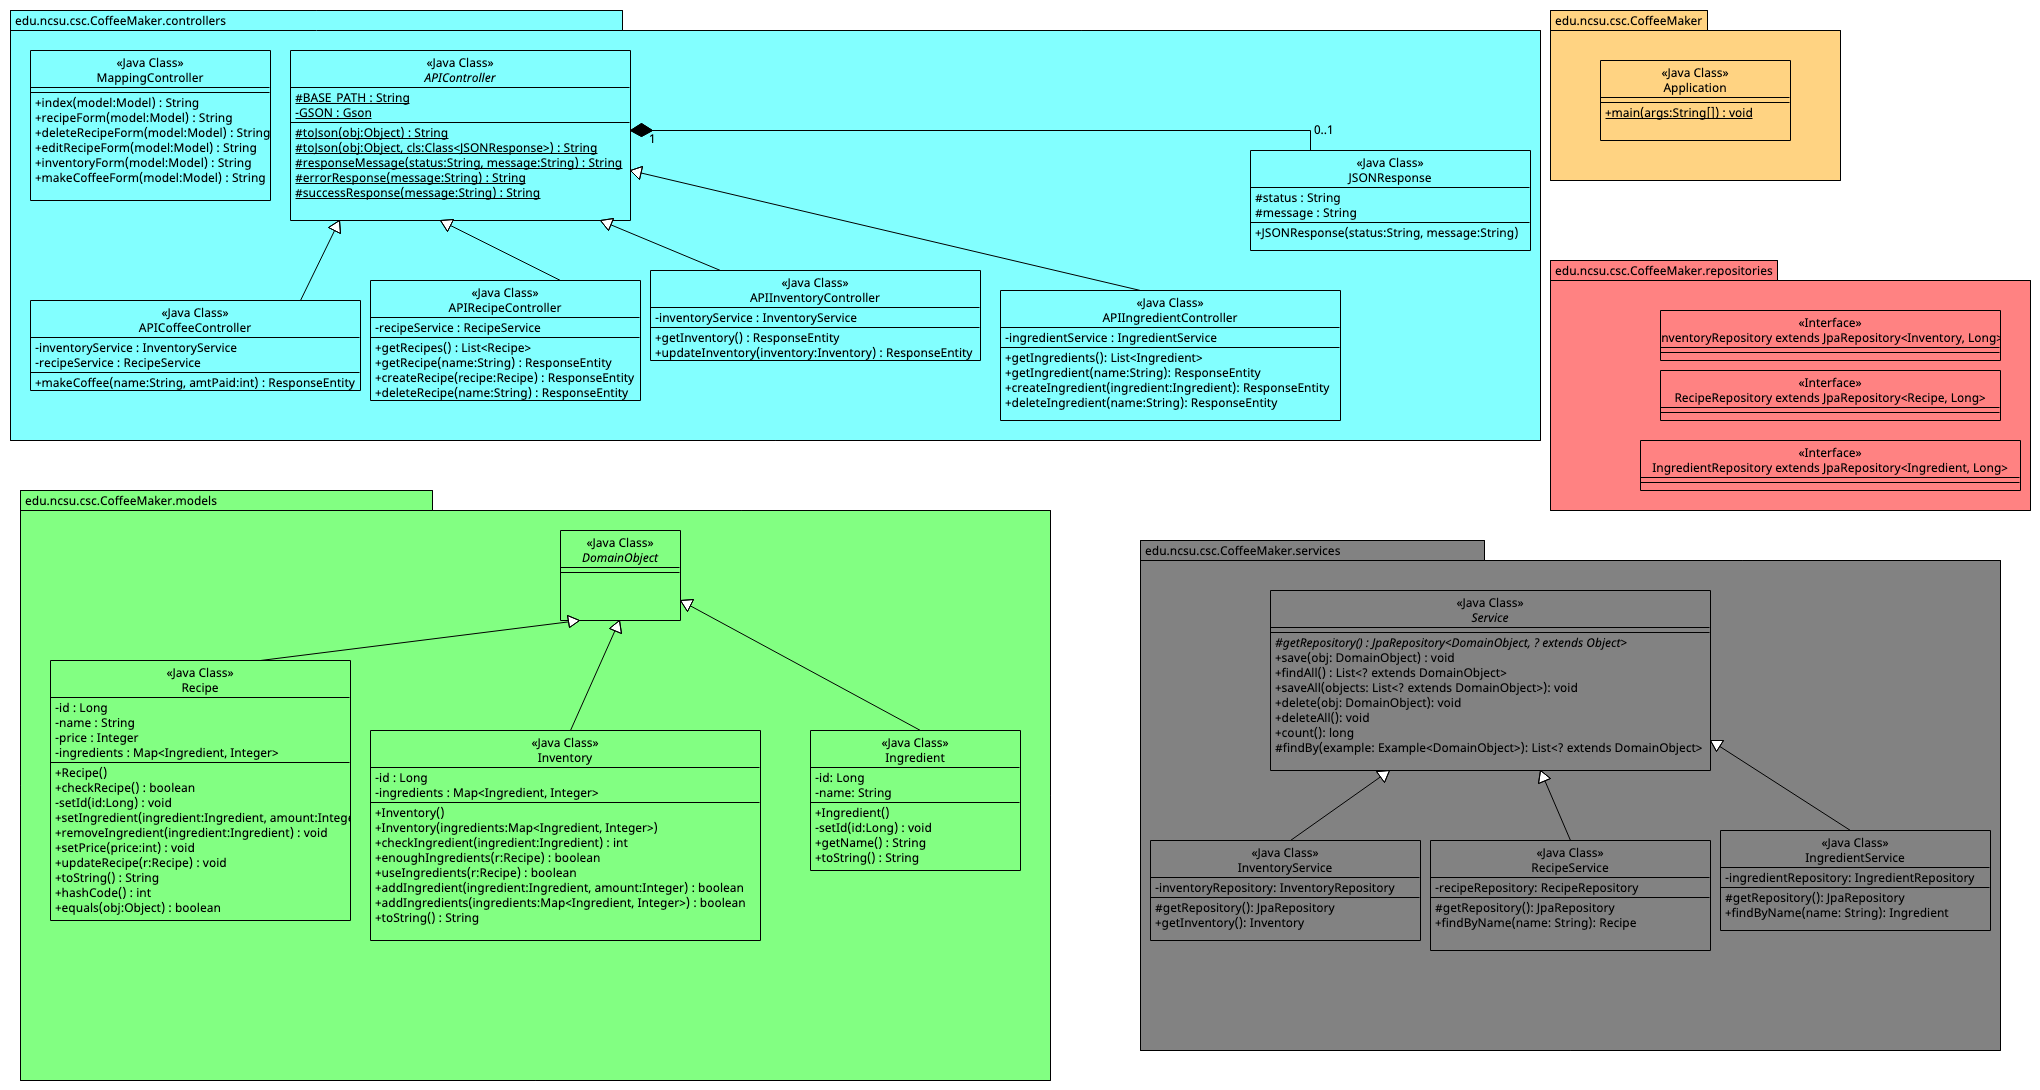 edu.ncsu.csc.CoffeeMaker.controllers
«Java Class»
MappingController
+index(model:Model) : String
+recipeForm(model:Model) : String
+deleteRecipeForm(model:Model) : String
+editRecipeForm(model:Model) : String
+inventoryForm(model:Model) : String
+makeCoffeeForm(model:Model) : String
«Java Class»
APIController
#BASE_PATH : String
-GSON : Gson
#toJson(obj:Object) : String
#toJson(obj:Object, cls:Class<JSONResponse>) : String
#responseMessage(status:String, message:String) : String
#errorResponse(message:String) : String
#successResponse(message:String) : String
1
0..1
«Java Class»
JSONResponse
#status : String
#message : String
+JSONResponse(status:String, message:String)
«Java Class»
APICoffeeController
-inventoryService : InventoryService
-recipeService : RecipeService
+makeCoffee(name:String, amtPaid:int) : ResponseEntity
«Java Class»
APIRecipeController
-recipeService : RecipeService
+getRecipes() : List<Recipe>
+getRecipe(name:String) : ResponseEntity
+createRecipe(recipe:Recipe) : ResponseEntity
+deleteRecipe(name:String) : ResponseEntity
«Java Class»
APIInventoryController
-inventoryService : InventoryService
+getInventory() : ResponseEntity
+updateInventory(inventory:Inventory) : ResponseEntity
«Java Class»
APIIngredientController
-ingredientService : IngredientService
+getIngredients(): List<Ingredient>
+getIngredient(name:String): ResponseEntity
+createIngredient(ingredient:Ingredient): ResponseEntity
+deleteIngredient(name:String): ResponseEntity
edu.ncsu.csc.CoffeeMaker
«Java Class»
Application
+main(args:String[]) : void
edu.ncsu.csc.CoffeeMaker.repositories
«Interface»
nventoryRepository extends JpaRepository<Inventory, Long>
«Interface»
RecipeRepository extends JpaRepository<Recipe, Long>
«Interface»
IngredientRepository extends JpaRepository<Ingredient, Long>
edu.ncsu.csc.CoffeeMaker.models
«Java Class»
DomainObject
«Java Class»
Recipe
-id : Long
-name : String
-price : Integer
-ingredients : Map<Ingredient, Integer>
+Recipe()
+checkRecipe() : boolean
-setId(id:Long) : void
+setIngredient(ingredient:Ingredient, amount:Intege
+removeIngredient(ingredient:Ingredient) : void
+setPrice(price:int) : void
+updateRecipe(r:Recipe) : void
+toString() : String
+hashCode() : int
+equals(obj:Object) : boolean
«Java Class»
Inventory
-id : Long
-ingredients : Map<Ingredient, Integer>
+Inventory()
+Inventory(ingredients:Map<Ingredient, Integer>)
+checkIngredient(ingredient:Ingredient) : int
+enoughIngredients(r:Recipe) : boolean
+useIngredients(r:Recipe) : boolean
+addIngredient(ingredient:Ingredient, amount:Integer) : boolean
+addIngredients(ingredients:Map<Ingredient, Integer>) : boolean
+toString() : String
«Java Class»
Ingredient
-id: Long
-name: String
+Ingredient()
-setId(id:Long) : void
+getName() : String
+toString() : String
edu.ncsu.csc.CoffeeMaker.services
«Java Class»
Service
#getRepository() : JpaRepository<DomainObject, ? extends Object>
+save(obj: DomainObject) : void
+findAll() : List<? extends DomainObject>
+saveAll(objects: List<? extends DomainObject>): void
+delete(obj: DomainObject): void
+deleteAll(): void
+count(): long
#findBy(example: Example<DomainObject>): List<? extends DomainObject>
«Java Class»
InventoryService
-inventoryRepository: InventoryRepository
#getRepository(): JpaRepository
+getInventory(): Inventory
«Java Class»
RecipeService
-recipeRepository: RecipeRepository
#getRepository(): JpaRepository
+findByName(name: String): Recipe
«Java Class»
IngredientService
-ingredientRepository: IngredientRepository
#getRepository(): JpaRepository
+findByName(name: String): Ingredient